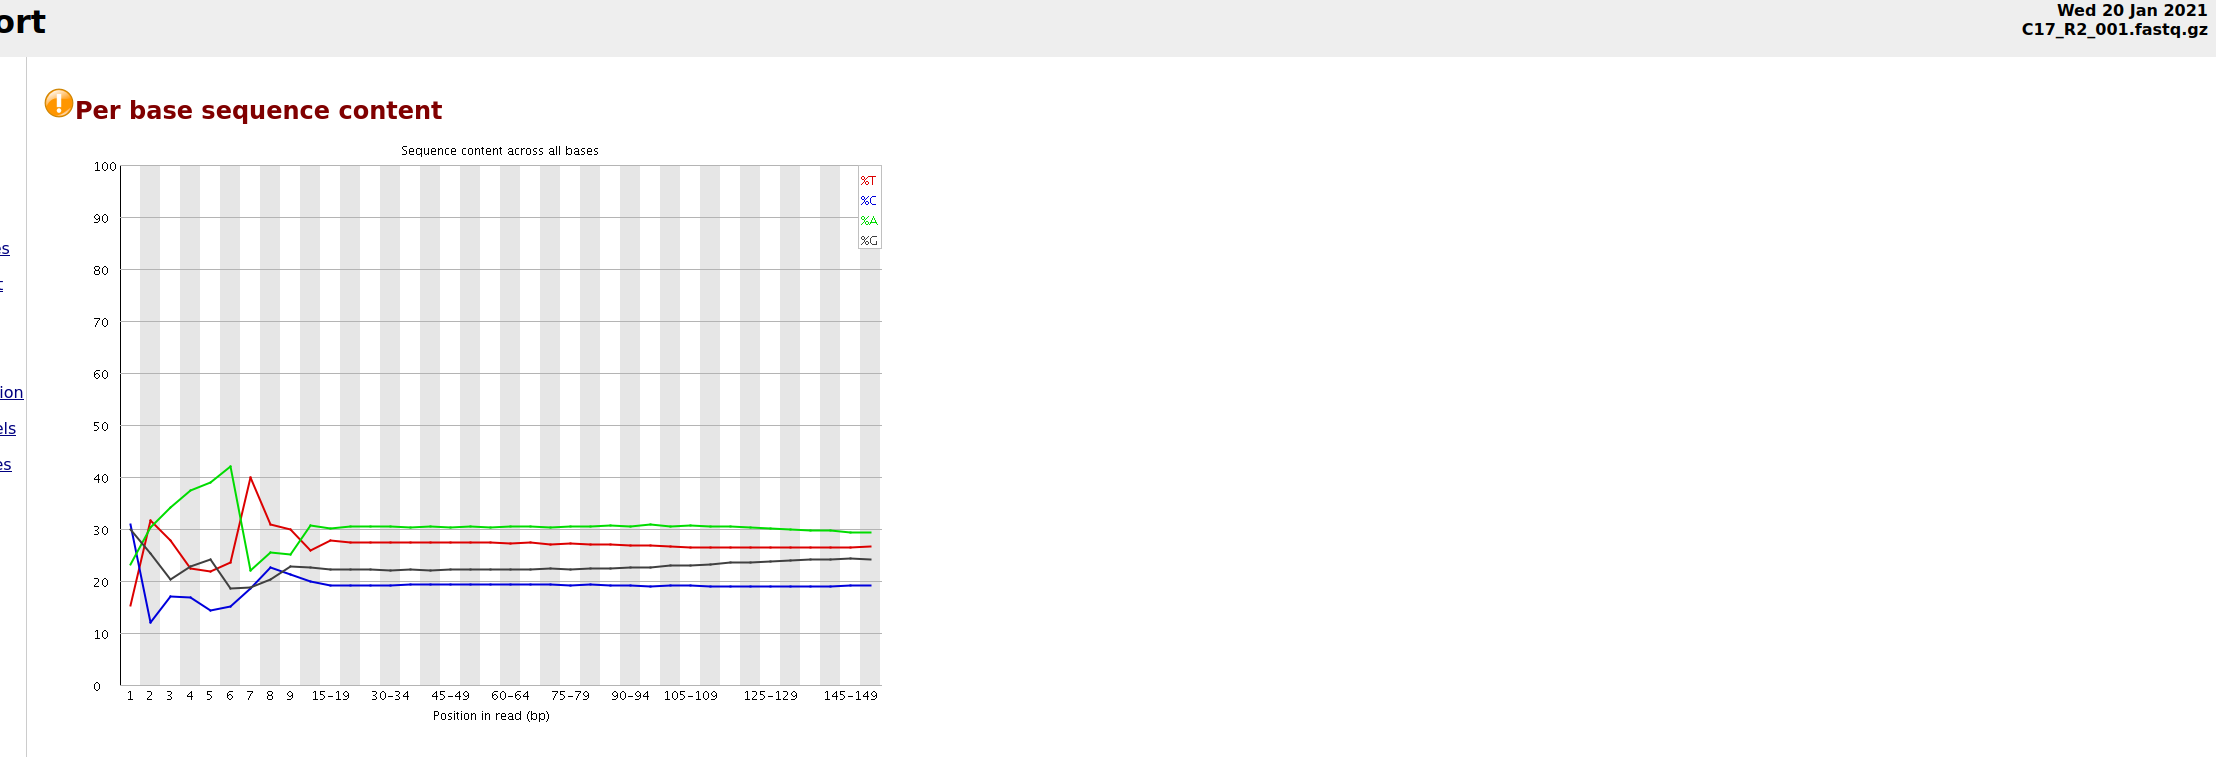 ort
Wed 20 Jan 2021
C17_R2_001.fastq.gz
es
t
ion
els
es
Per base sequence content
Sequence content across all bases
100
90
80
70
60
50
40
30
20
10
0
%T
%C
%A
%G
1 2 3 4 5 6 7 8 9 15-19 30-34 45-49 60-64 75-79 90-94 105-109 125-129 145-149
Position in read (bp)